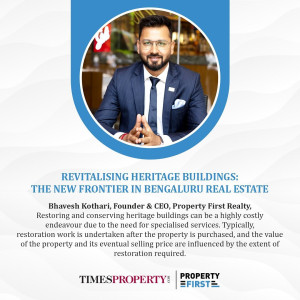 REVITALISING HERITAGE BUILDINGS:
THE NEW FRONTIER IN BENGALURU REAL ESTATE
Bhavesh Kothari, Founder & CEO, Property First Realty,
Restoring and conserving heritage buildings can be a highly costly
endeavour due to the need for specialised services. Typically,
restoration work is undertaken after the property is purchased, and the
value of the property and its eventual selling price are influenced by the extent of
restoration required.
TIMESPROPERTY
PROPERTY
FIRST